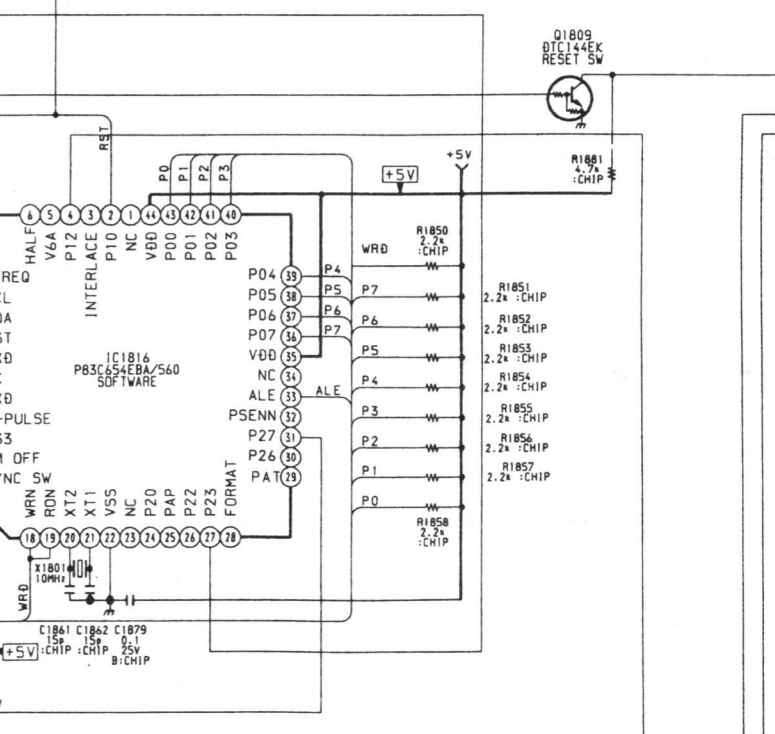 Q1809
DTC144EK
RESET SW
RST
P0
P1
P2
P3
+5V
+5V
R1881
4.7k
:CHIP
6 5 4 3 2 1 44 43 42 41 40
HALF
V6A
P12
INTERLACE
P10
NC
VDD
P00
P01
P02
P03
WRD
R1850
2.2k
:CHIP
REQ
P04 39 P4
P05 38 P5
P06 37 P6
P07 36 P7
VDD 35
NC 34
ALE 33 ALE
PSENN 32
P27 31
P26 30
PAT 29
IC1816
P83C654EBA/560
SOFTWARE
-PULSE
OFF
NC SW
P7
R1851
2.2k :CHIP
P6
R1852
2.2k :CHIP
P5
R1853
2.2k :CHIP
P4
R1854
2.2k :CHIP
P3
R1855
2.2k :CHIP
P2
R1856
2.2k :CHIP
P1
R1857
2.2k :CHIP
P0
R1858
2.2k
:CHIP
WRN
RDN
XT2
XT1
VSS
NC
P20
PAP
P22
P23
FORMAT
18 19 20 21 22 23 24 25 26 27 28
X1801
10MHz
WRD
C1861
15p
:CHIP
C1862
15p
:CHIP
C1879
0.1
25V
B:CHIP
+5V